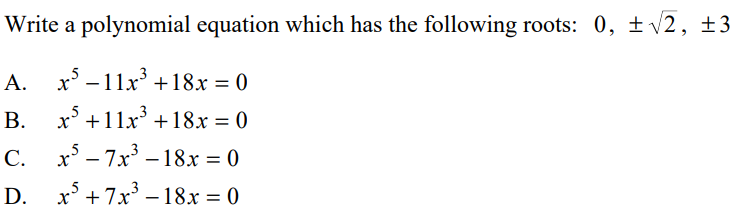 Write a polynomial equation which has the following roots: 0, ±√2, ±3
A. x⁵ – 11x³ + 18x = 0
B. x⁵ + 11x³ + 18x = 0
C. x⁵ – 7x³ – 18x = 0
D. x⁵ + 7x³ – 18x = 0